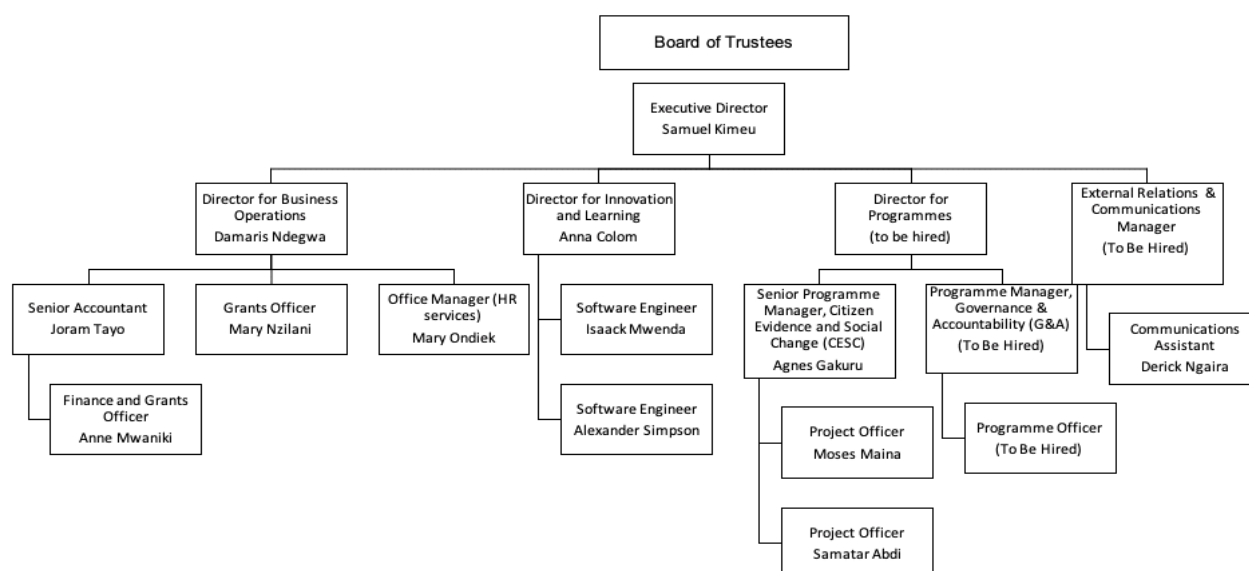 Board of Trustees
Executive Director
Samuel Kimeu
Director for Business
Operations
Damaris Ndegwa
Director for Innovation
and Learning
Anna Colom
Director for
Programmes
(to be hired)
External Relations &
Communications
Manager
(To Be Hired)
Senior Accountant
Joram Tayo
Grants Officer
Mary Nzilani
Office Manager (HR
services)
Mary Ondiek
Software Engineer
Isaack Mwenda
Senior Programme
Manager, Citizen
Evidence and Social
Change (CESC)
Agnes Gakuru
Programme Manager,
Governance &
Accountability (G&A)
(To Be Hired)
Communications
Assistant
Derick Ngaira
Finance and Grants
Officer
Anne Mwaniki
Software Engineer
Alexander Simpson
Project Officer
Moses Maina
Programme Officer
(To Be Hired)
Project Officer
Samatar Abdi